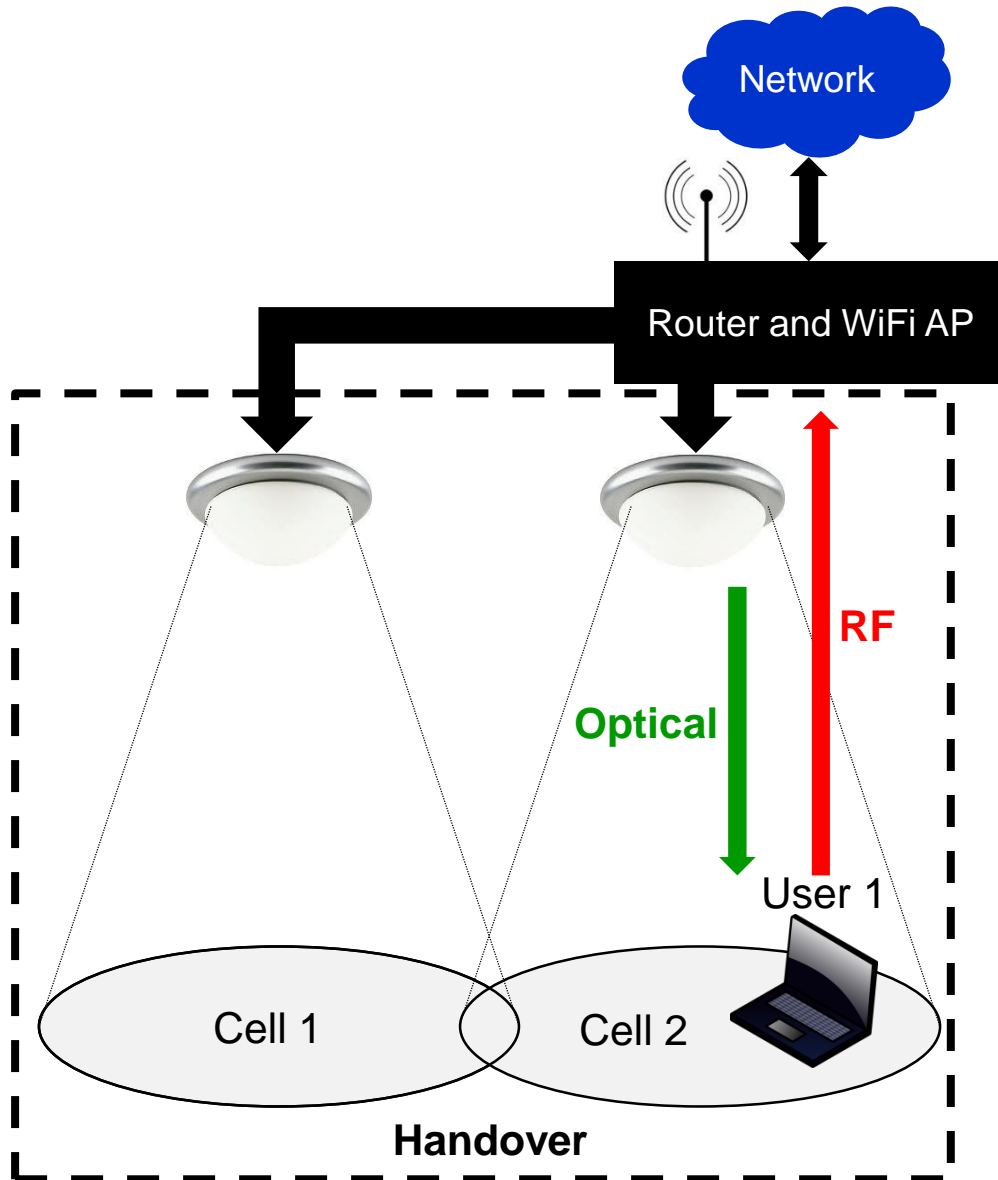 Network
Router and WiFi AP
RF
Optical
User 1
Cell 1
Cell 2
Handover